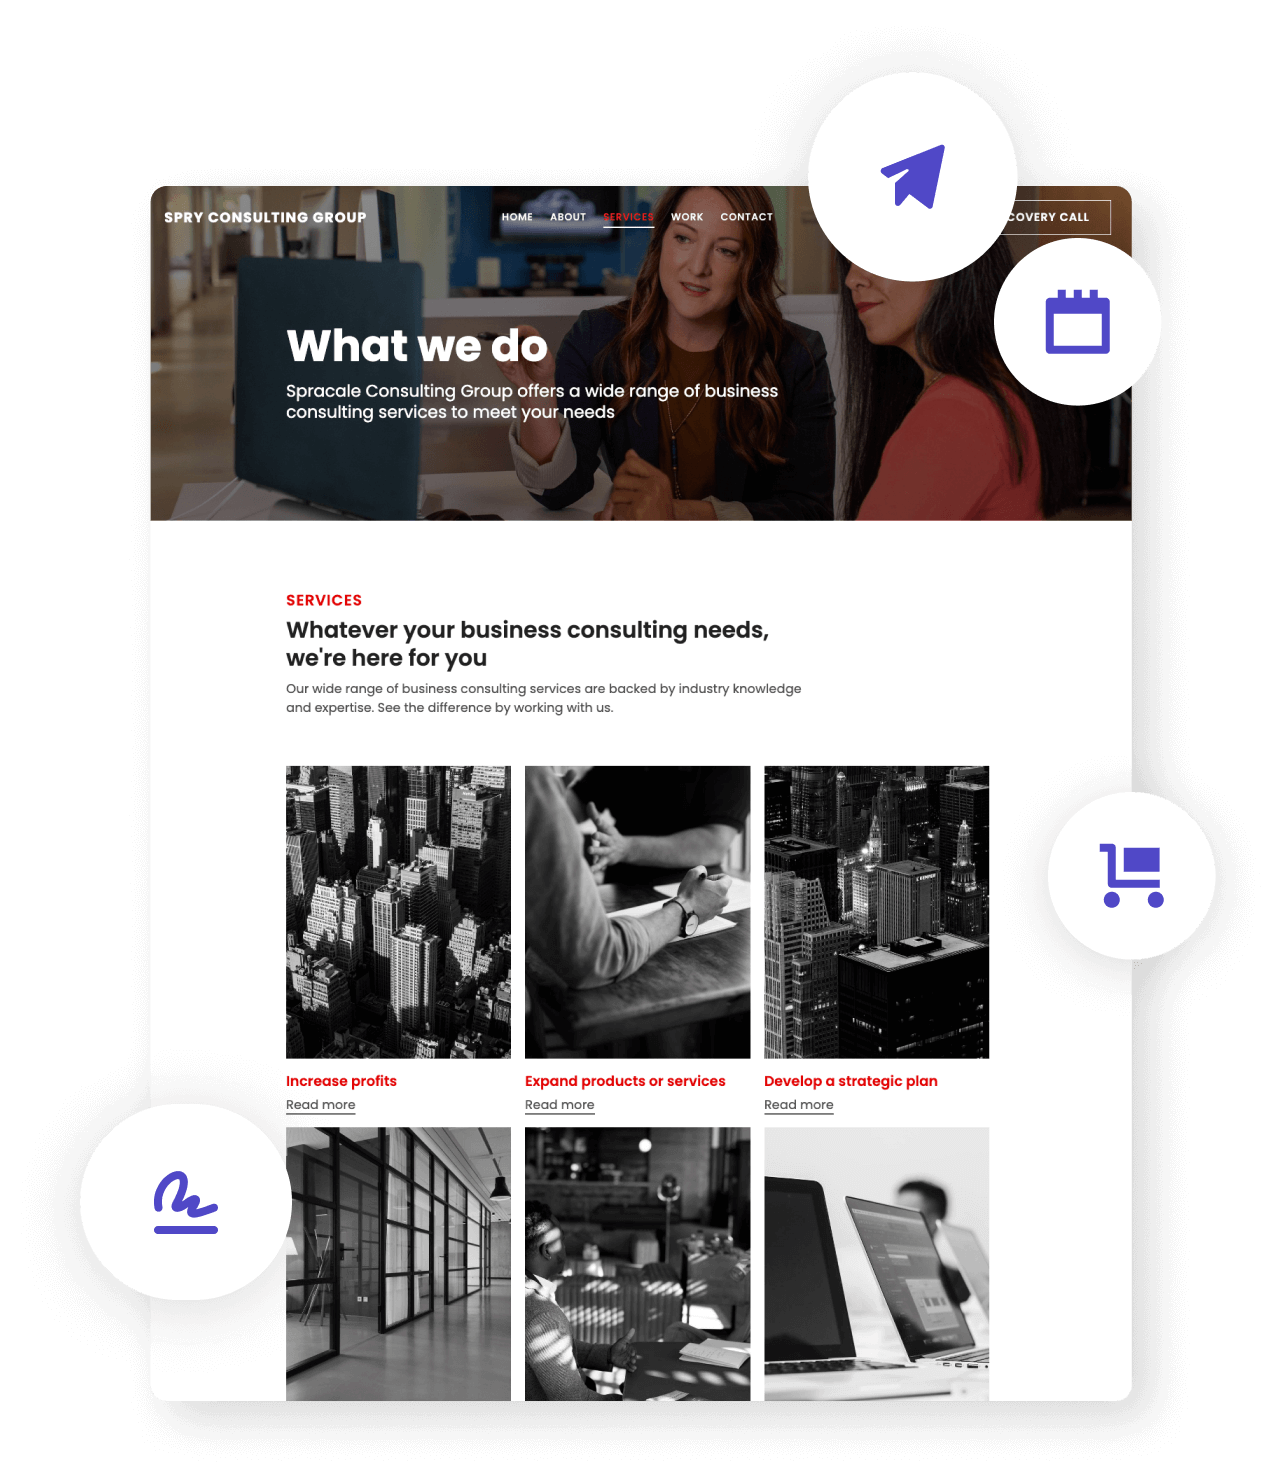 SPRY CONSULTING GROUP
HOME ABOUT SERVICES WORK CONTACT
COVERY CALL
What we do
Spracale Consulting Group offers a wide range of business
consulting services to meet your needs
SERVICES
Whatever your business consulting needs,
we're here for you
Our wide range of business consulting services are backed by industry knowledge
and expertise. See the difference by working with us.
KEMPER
Increase profits
Read more
Expand products or services
Read more
Develop a strategic plan
Read more